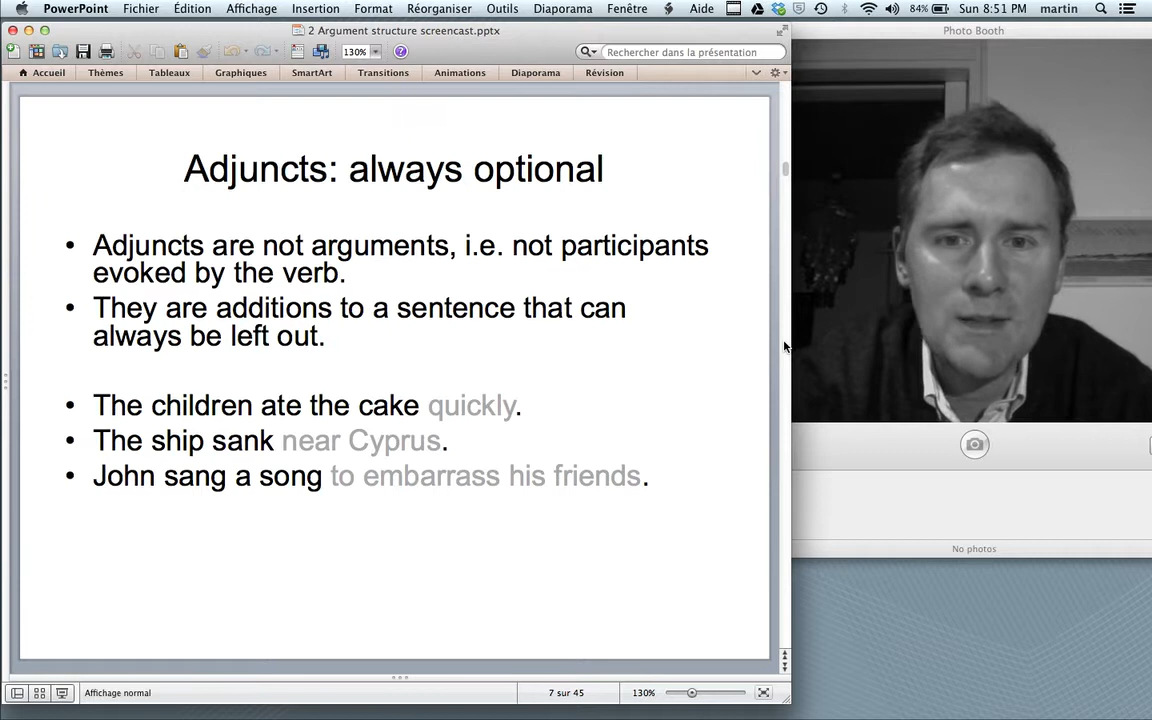 PowerPoint Fichier Édition Affichage Insertion Format Réorganiser Outils Diaporama Fenêtre Aide 84% Sun 8:51 PM martin
2 Argument structure screencast.pptx
Photo Booth
130% Rechercher dans la présentation
Accueil Thèmes Tableaux Graphiques SmartArt Transitions Animations Diaporama Révision
Adjuncts: always optional
• Adjuncts are not arguments, i.e. not participants
evoked by the verb.
• They are additions to a sentence that can
always be left out.
• The children ate the cake quickly.
• The ship sank near Cyprus.
• John sang a song to embarrass his friends.
No photos
Affichage normal 7 sur 45 130%